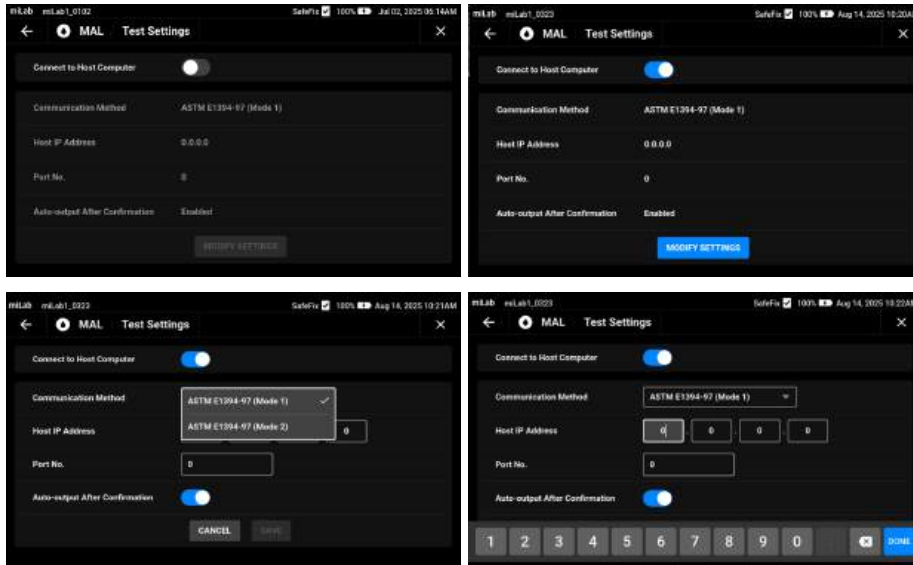 miLab miLab1_0102 SafeFix 100% Jul 02, 2025 06:14AM
MAL Test Settings
Connect to Host Computer
Communication Method ASTM E1394-97 (Mode 1)
Host IP Address 0.0.0.0
Port No. 0
Auto-output After Confirmation Enabled
MODIFY SETTINGS
miLab miLab1_0323 SafeFix 100% Aug 14, 2025 10:20A
MAL Test Settings
Connect to Host Computer
Communication Method ASTM E1394-97 (Mode 1)
Host IP Address 0.0.0.0
Port No. 0
Auto-output After Confirmation Enabled
MODIFY SETTINGS
miLab miLab1_0323 SafeFix 100% Aug 14, 2025 10:21AM
MAL Test Settings
Connect to Host Computer
Communication Method ASTM E1394-97 (Mode 1)
ASTM E1394-97 (Mode 2)
Host IP Address 0
Port No. 0
Auto-output After Confirmation
CANCEL SAVE
miLab miLab1_0323 SafeFix 100% Aug 14, 2025 10:22AM
MAL Test Settings
Connect to Host Computer
Communication Method ASTM E1394-97 (Mode 1)
Host IP Address 0 . 0 . 0 . 0
Port No. 0
Auto-output After Confirmation
1 2 3 4 5 6 7 8 9 0 DONE